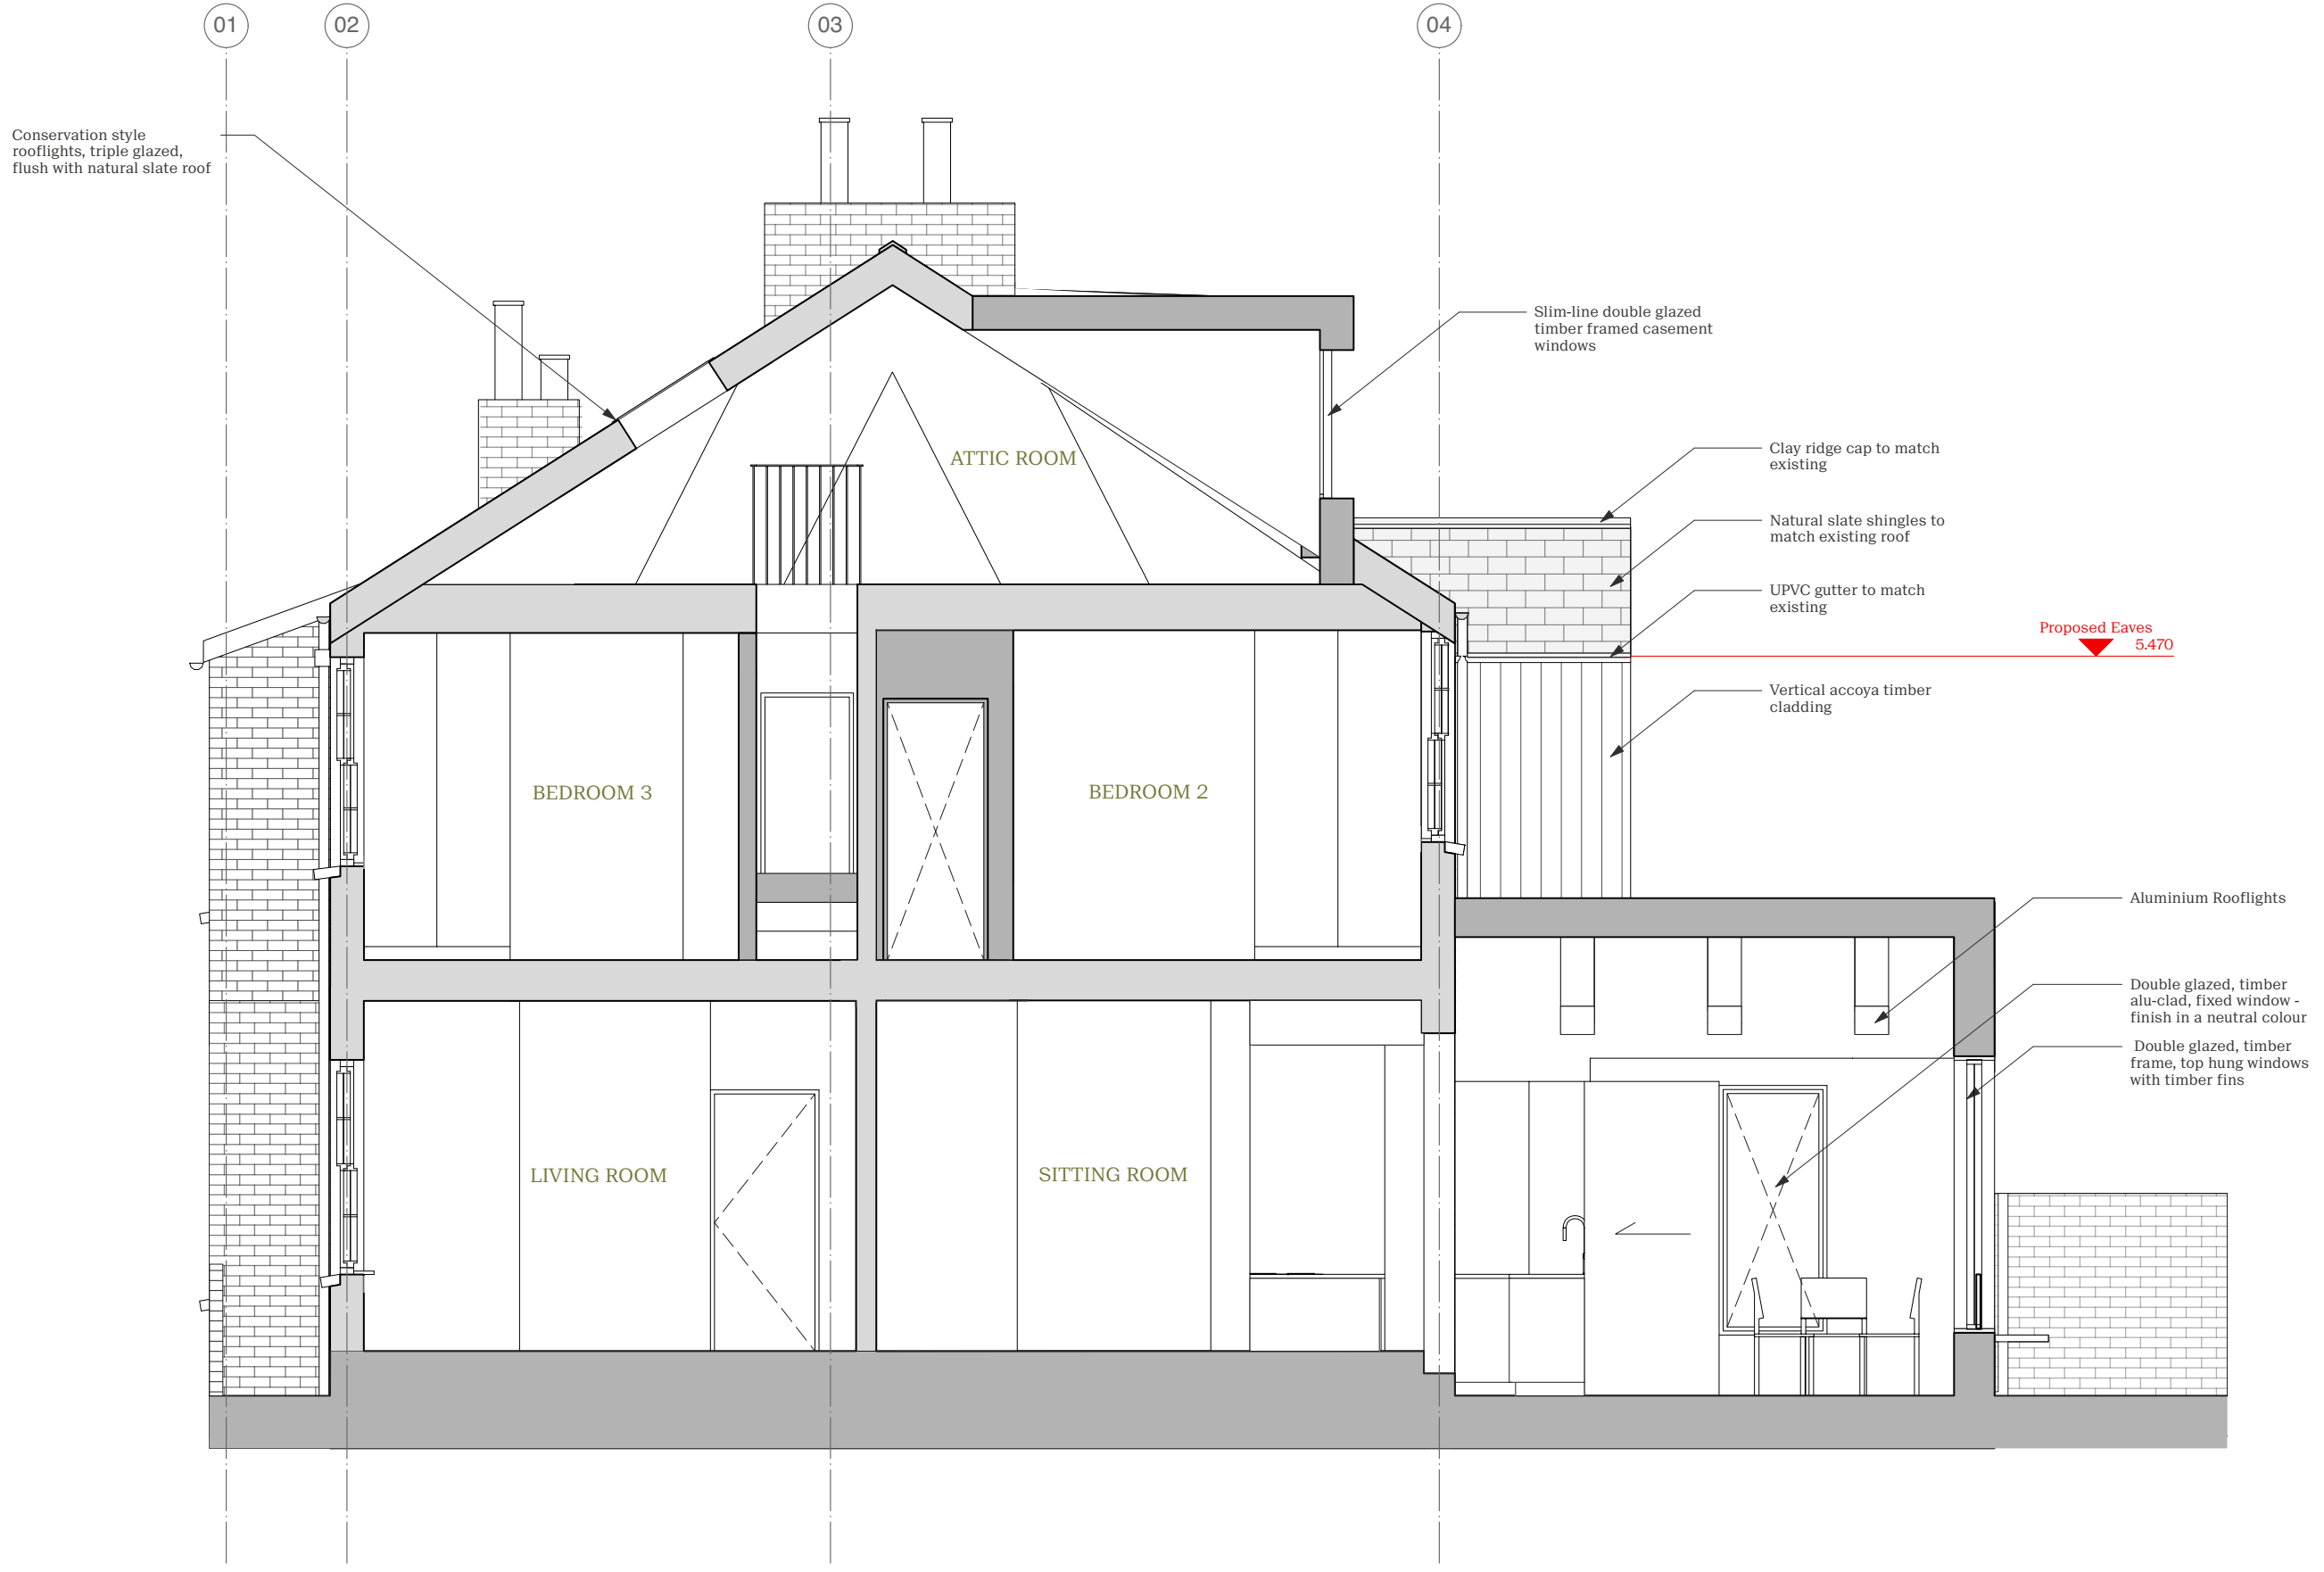 01
02
03
04
Conservation style
rooflights, triple glazed,
flush with natural slate roof
Slim-line double glazed
timber framed casement
windows
ATTIC ROOM
Clay ridge cap to match
existing
Natural slate shingles to
match existing roof
UPVC gutter to match
existing
Proposed Eaves
5.470
Vertical accoya timber
cladding
BEDROOM 3
BEDROOM 2
Aluminium Rooflights
Double glazed, timber
alu-clad, fixed window -
finish in a neutral colour
Double glazed, timber
frame, top hung windows
with timber fins
LIVING ROOM
SITTING ROOM